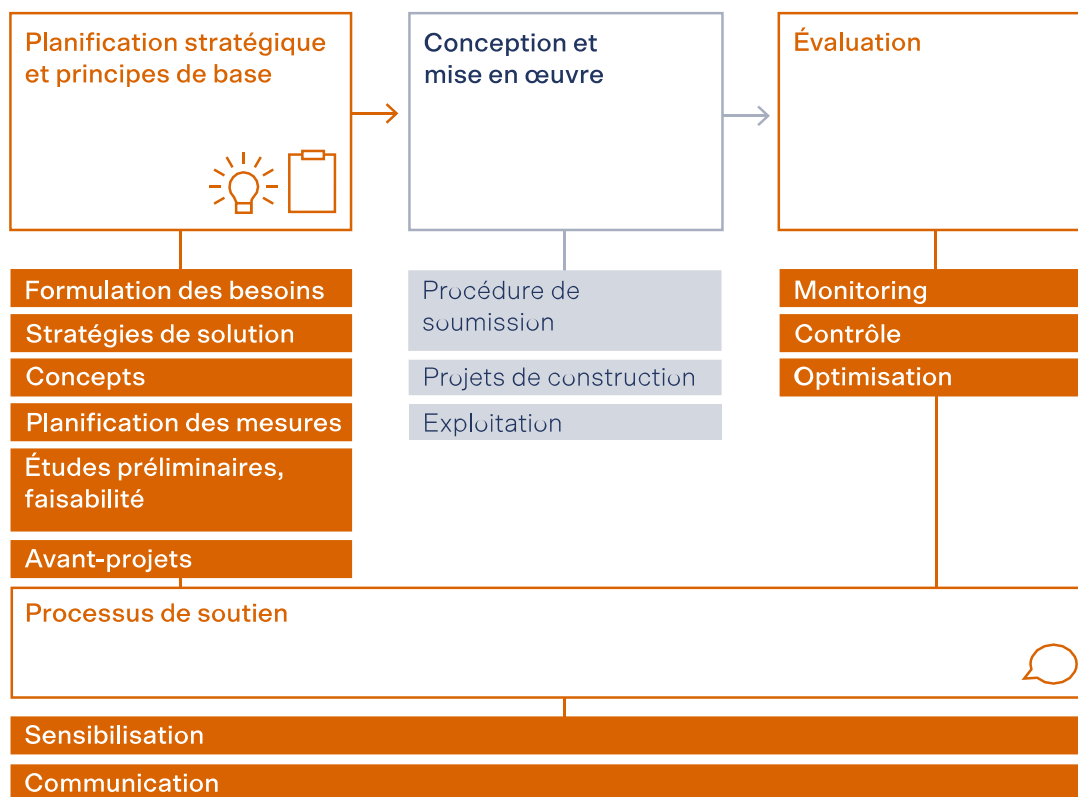 Planification stratégique
et principes de base
Conception et
mise en œuvre
Évaluation
Formulation des besoins
Stratégies de solution
Concepts
Planification des mesures
Études préliminaires,
faisabilité
Avant-projets
Procédure de
soumission
Projets de construction
Exploitation
Monitoring
Contrôle
Optimisation
Processus de soutien
Sensibilisation
Communication